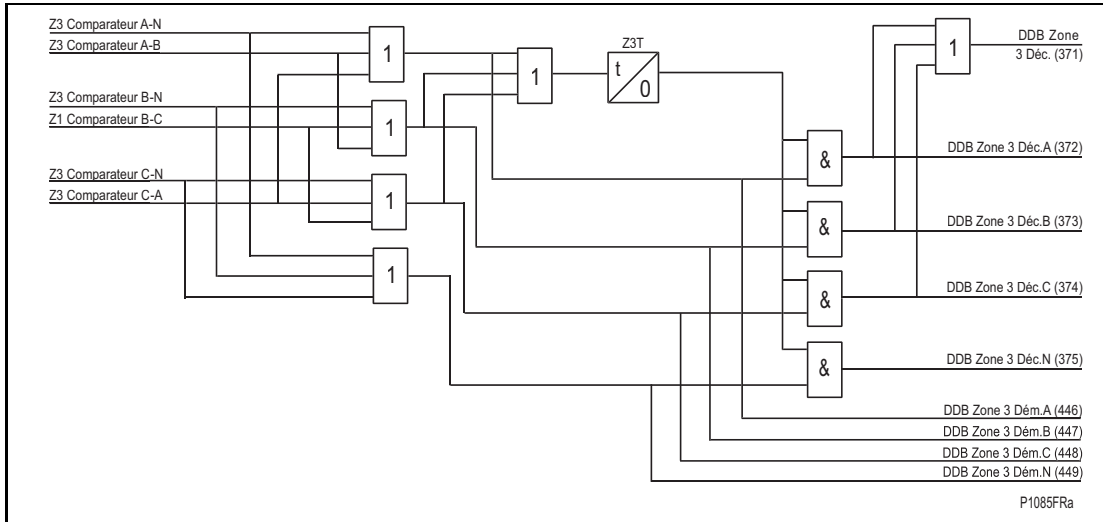 Z3 Comparateur A-N
Z3 Comparateur A-B
Z3 Comparateur B-N
Z1 Comparateur B-C
Z3 Comparateur C-N
Z3 Comparateur C-A
1
1
1
1
1
Z3T
t
0
&
&
&
&
1
DDB Zone
3 Déc. (371)
DDB Zone 3 Déc.A (372)
DDB Zone 3 Déc.B (373)
DDB Zone 3 Déc.C (374)
DDB Zone 3 Déc.N (375)
DDB Zone 3 Dém.A (446)
DDB Zone 3 Dém.B (447)
DDB Zone 3 Dém.C (448)
DDB Zone 3 Dém.N (449)
P1085FRa